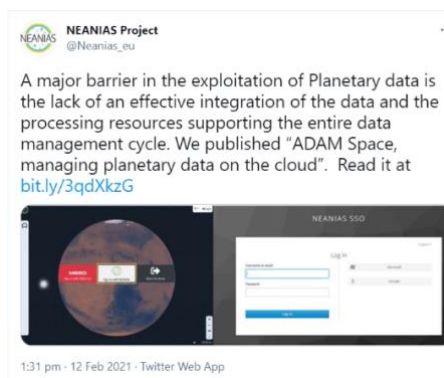 NEANIAS
NEANIAS Project
@Neanias_eu
A major barrier in the exploitation of Planetary data is
the lack of an effective integration of the data and the
processing resources supporting the entire data
management cycle. We published “ADAM Space,
managing planetary data on the cloud”.  Read it at
bit.ly/3qdXkzG
NEANIAS SSO
Log In
Password
Log In
1:31 pm · 12 Feb 2021 · Twitter Web App